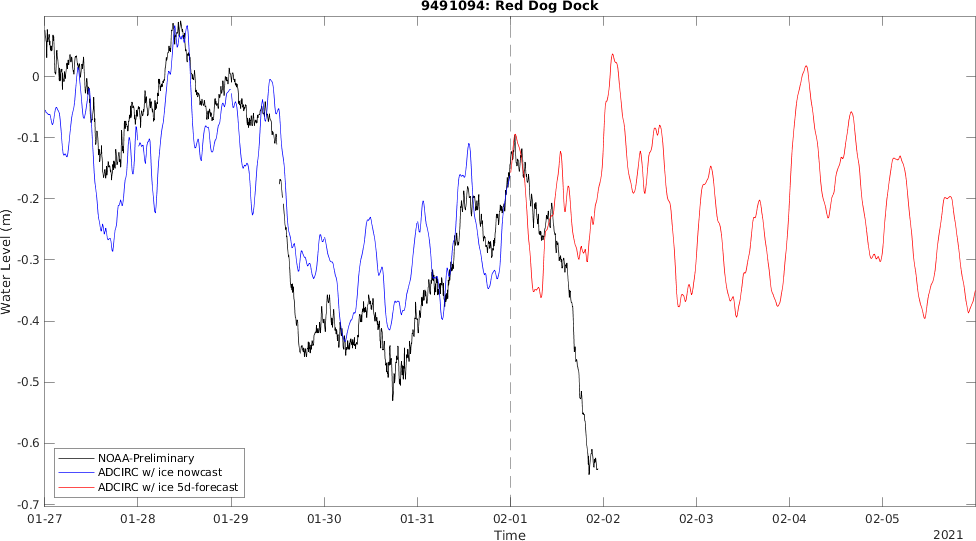 9491094: Red Dog Dock
0
-0.1
-0.2
-0.3
-0.4
-0.5
-0.6
-0.7
Water Level (m)
NOAA-Preliminary
ADCIRC w/ ice nowcast
ADCIRC w/ ice 5d-forecast
01-27 01-28 01-29 01-30 01-31 02-01 02-02 02-03 02-04 02-05
Time
2021